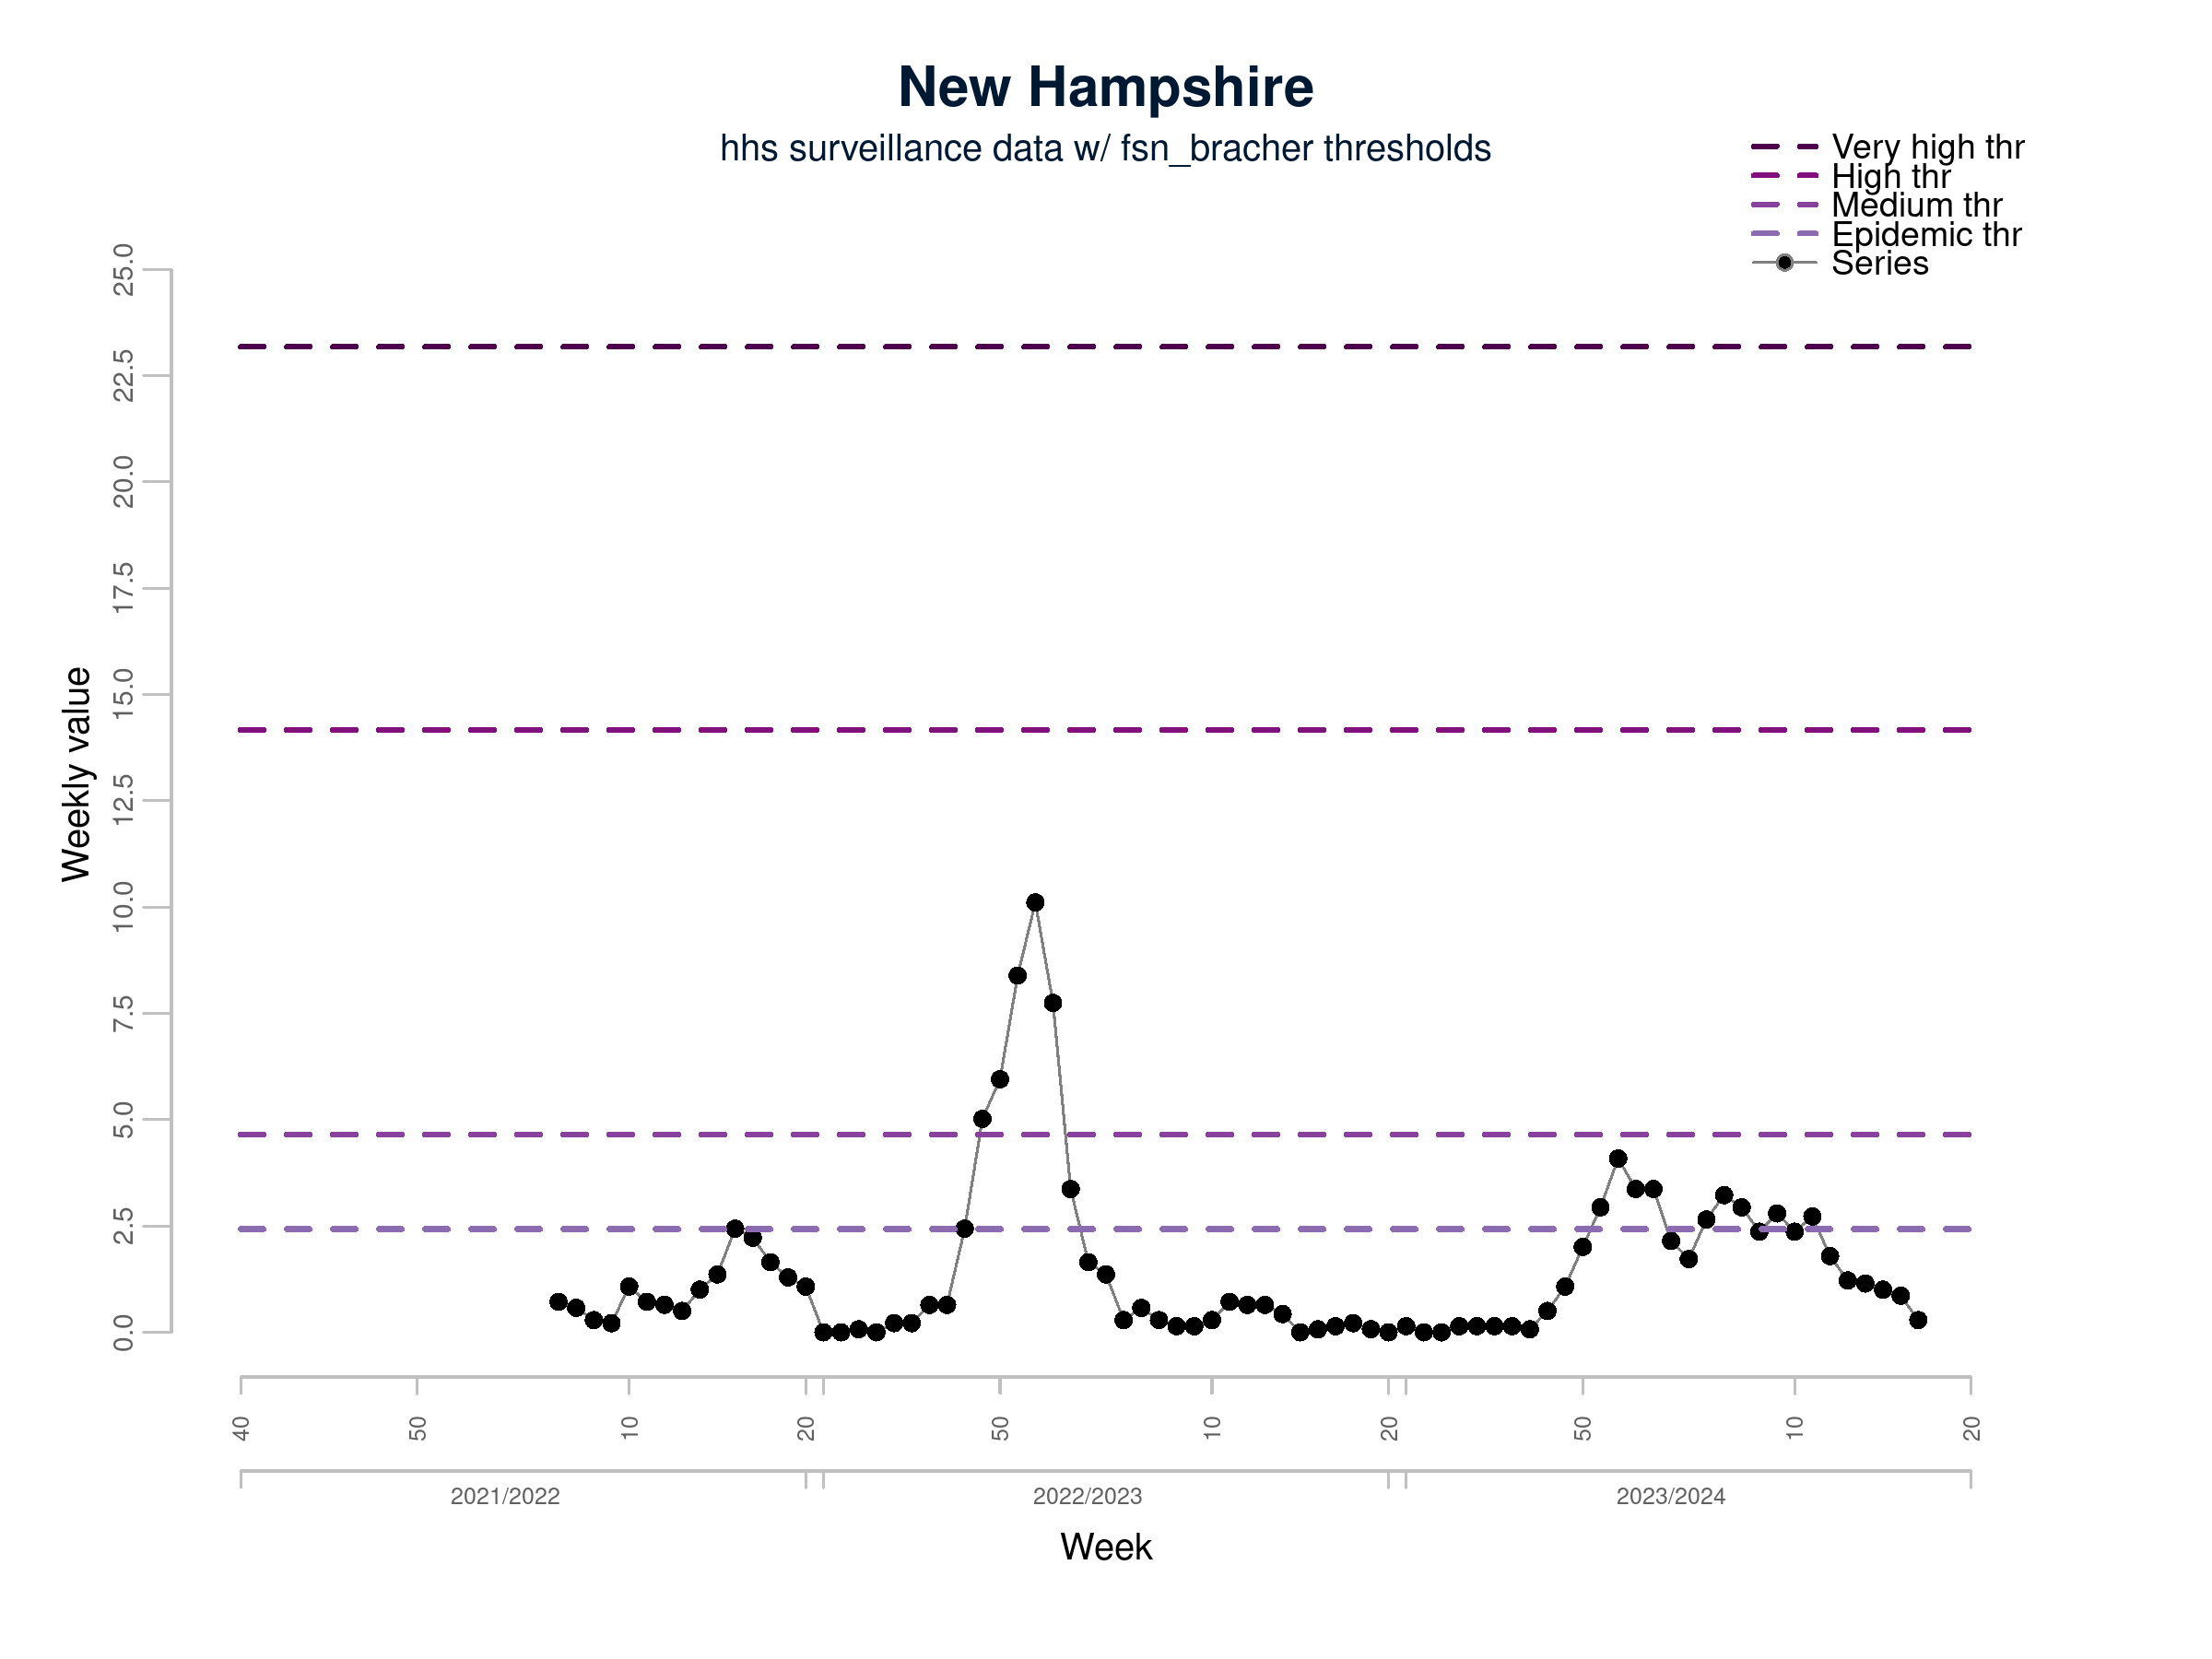 New Hampshire
hhs surveillance data w/ fsn_bracher thresholds
Very high thr
High thr
Medium thr
Epidemic thr
Series
25.0
22.5
20.0
17.5
15.0
12.5
10.0
7.5
5.0
2.5
0.0
Weekly value
40 50 10 20 50 10 20 50 10 20
2021/2022 2022/2023 2023/2024
Week